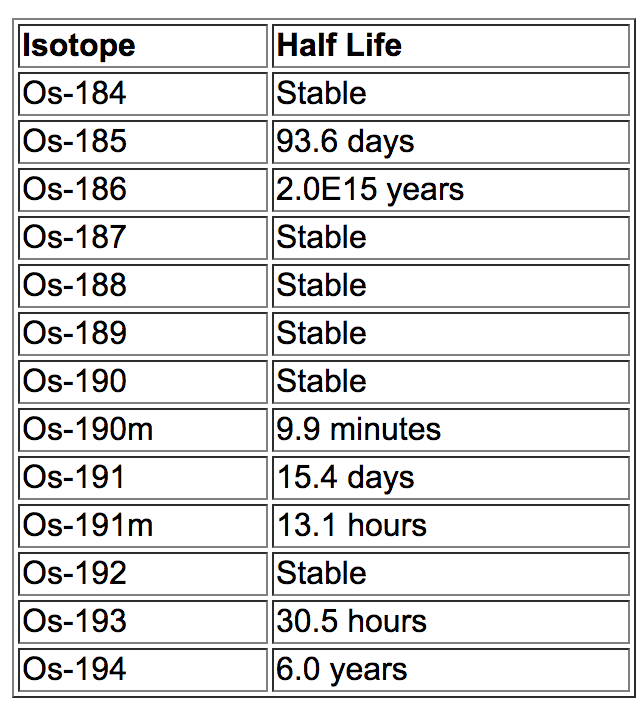 Isotope Half Life
Os-184 Stable
Os-185 93.6 days
Os-186 2.0E15 years
Os-187 Stable
Os-188 Stable
Os-189 Stable
Os-190 Stable
Os-190m 9.9 minutes
Os-191 15.4 days
Os-191m 13.1 hours
Os-192 Stable
Os-193 30.5 hours
Os-194 6.0 years